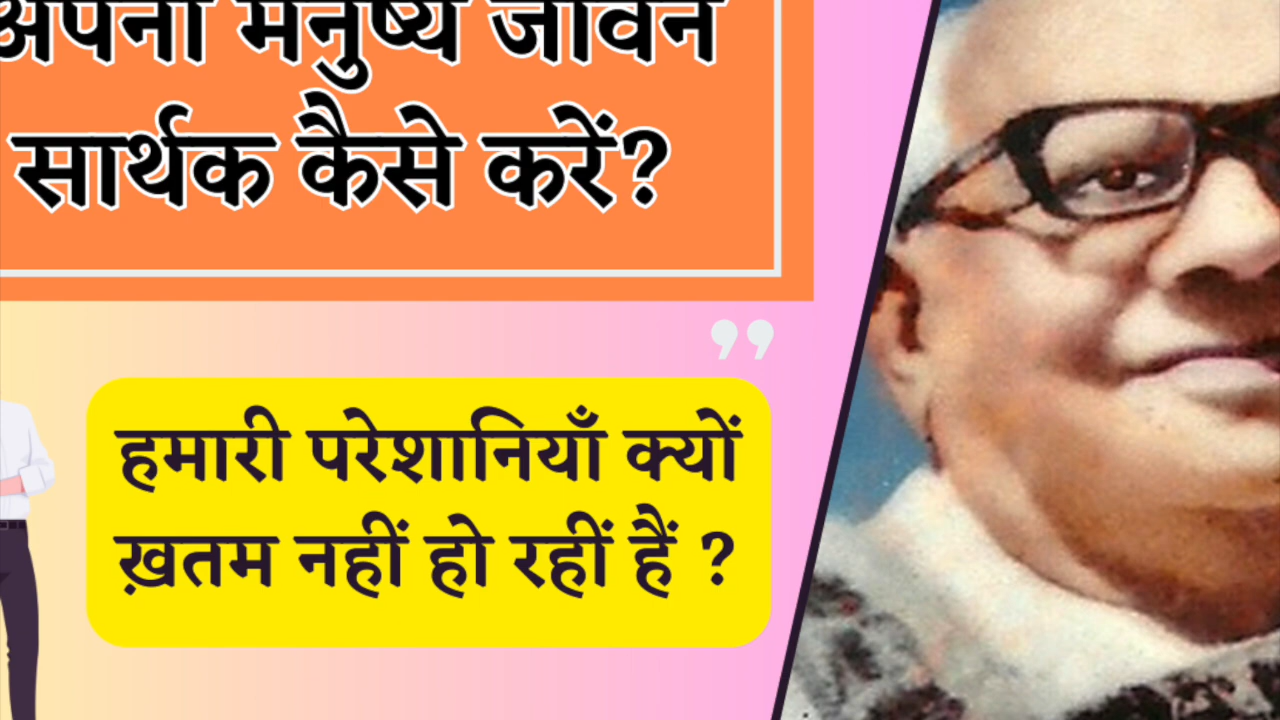 अपना मनुष्य जीवन
सार्थक कैसे करें?
”
हमारी परेशानियाँ क्यों
ख़तम नहीं हो रहीं हैं ?